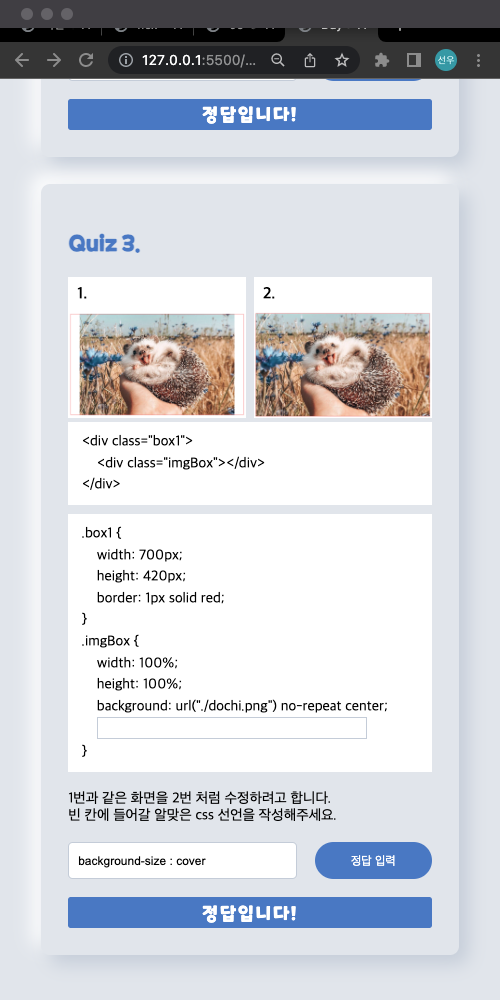 127.0.0.1:5500/...
선우
정답입니다!
Quiz 3.
1.
2.
<div class="box1">
<div class="imgBox"></div>
</div>
.box1 {
width: 700px;
height: 420px;
border: 1px solid red;
}
.imgBox {
width: 100%;
height: 100%;
background: url("./dochi.png") no-repeat center;
}
1번과 같은 화면을 2번 처럼 수정하려고 합니다.
빈 칸에 들어갈 알맞은 css 선언을 작성해주세요.
background-size : cover
정답 입력
정답입니다!